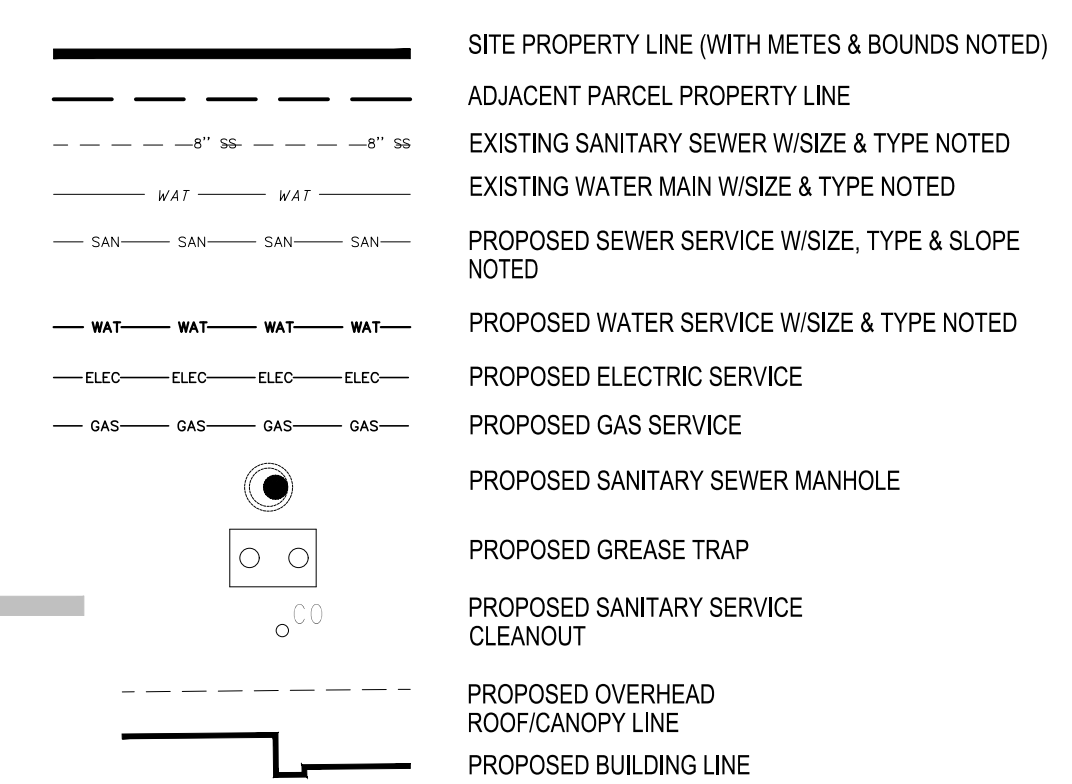 SITE PROPERTY LINE (WITH METES & BOUNDS NOTED)
ADJACENT PARCEL PROPERTY LINE
8'' SS 8'' SS EXISTING SANITARY SEWER W/SIZE & TYPE NOTED
WAT WAT EXISTING WATER MAIN W/SIZE & TYPE NOTED
SAN SAN SAN SAN PROPOSED SEWER SERVICE W/SIZE, TYPE & SLOPE
NOTED
WAT WAT WAT WAT PROPOSED WATER SERVICE W/SIZE & TYPE NOTED
ELEC ELEC ELEC ELEC PROPOSED ELECTRIC SERVICE
GAS GAS GAS GAS PROPOSED GAS SERVICE
PROPOSED SANITARY SEWER MANHOLE
PROPOSED GREASE TRAP
CO PROPOSED SANITARY SERVICE
CLEANOUT
PROPOSED OVERHEAD
ROOF/CANOPY LINE
PROPOSED BUILDING LINE